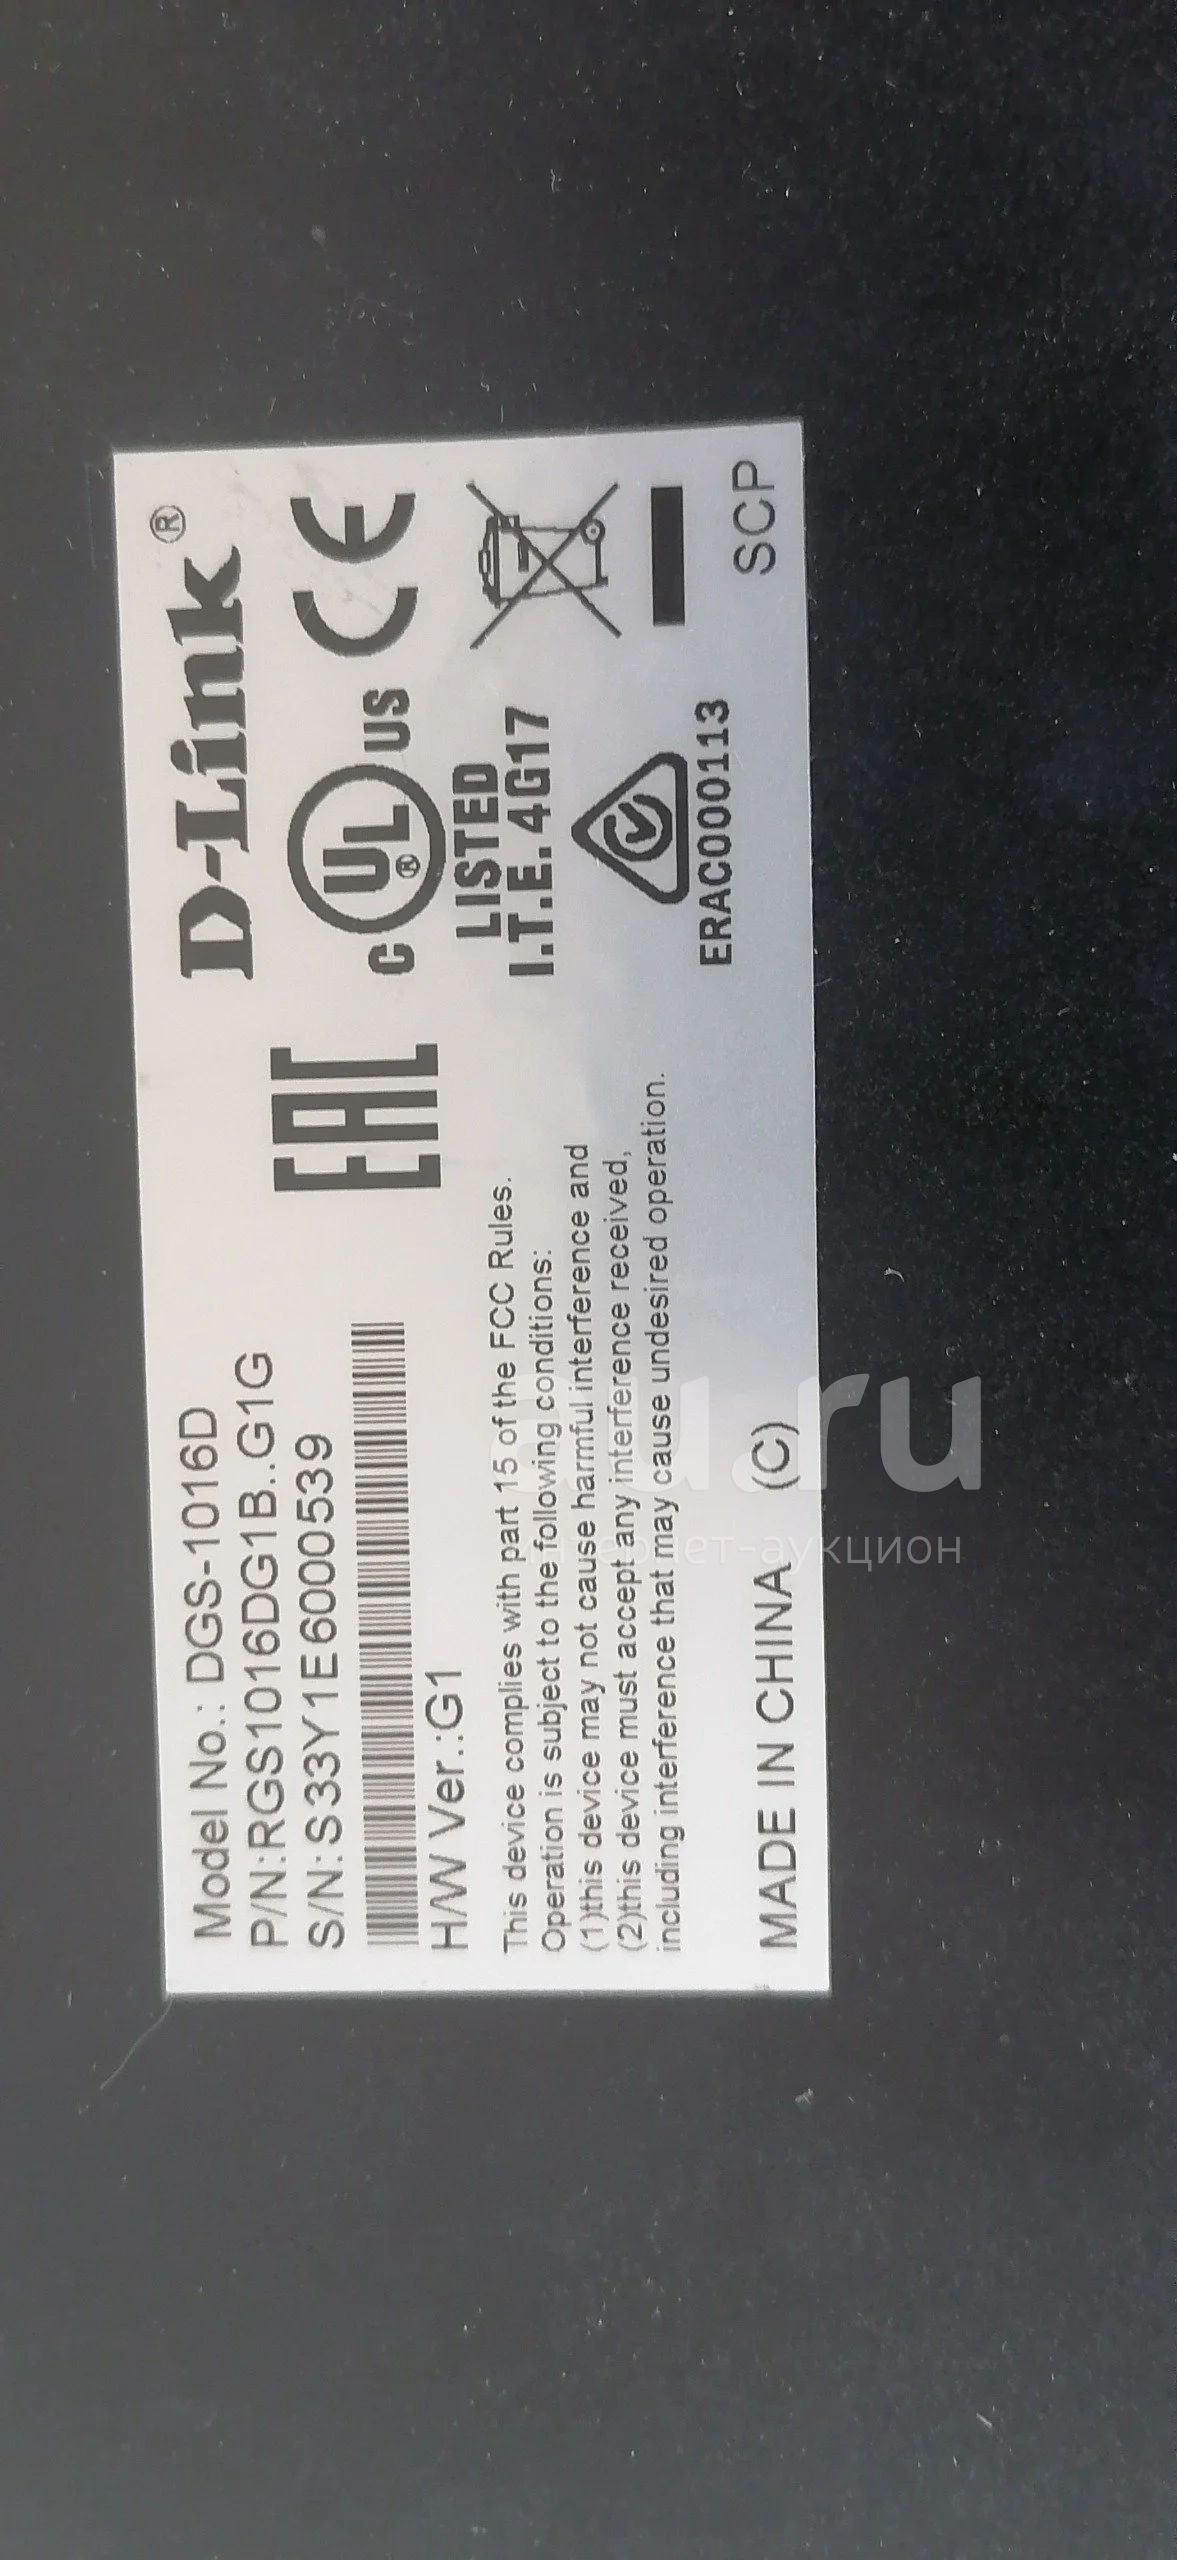 Model No.: DGS-1016D
P/N:RGS1016DG1B..G1G
S/N:S33Y1E6000539
H/W Ver.:G1
D-Link®
EAC
c UL® US
CE
LISTED
I.T.E. 4G17
This device complies with part 15 of the FCC Rules.
Operation is subject to the following conditions:
(1)this device may not cause harmful interference and
(2)this device must accept any interference received,
including interference that may cause undesired operation.
ERAC000113
MADE IN CHINA (C)
SCP
au.ru
интернет-аукцион